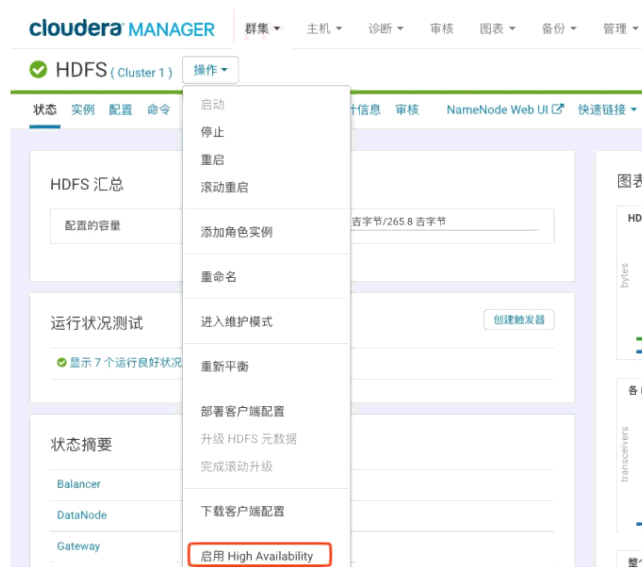 cloudera MANAGER 群集 主机 诊断 审核 图表 备份 管理
HDFS ( Cluster 1 ) 操作
状态 实例 配置 命令 计信息 审核 NameNode Web UI 快速链接
启动
停止
重启
滚动重启
添加角色实例
重命名
进入维护模式
重新平衡
部署客户端配置
升级 HDFS 元数据
完成滚动升级
下载客户端配置
启用 High Availability
HDFS 汇总
配置的容量 吉字节/265.8 吉字节
运行状况测试 创建触发器
显示 7 个运行良好状况
状态摘要
Balancer
DataNode
Gateway
图表
HD
bytes
各
transceivers
整个